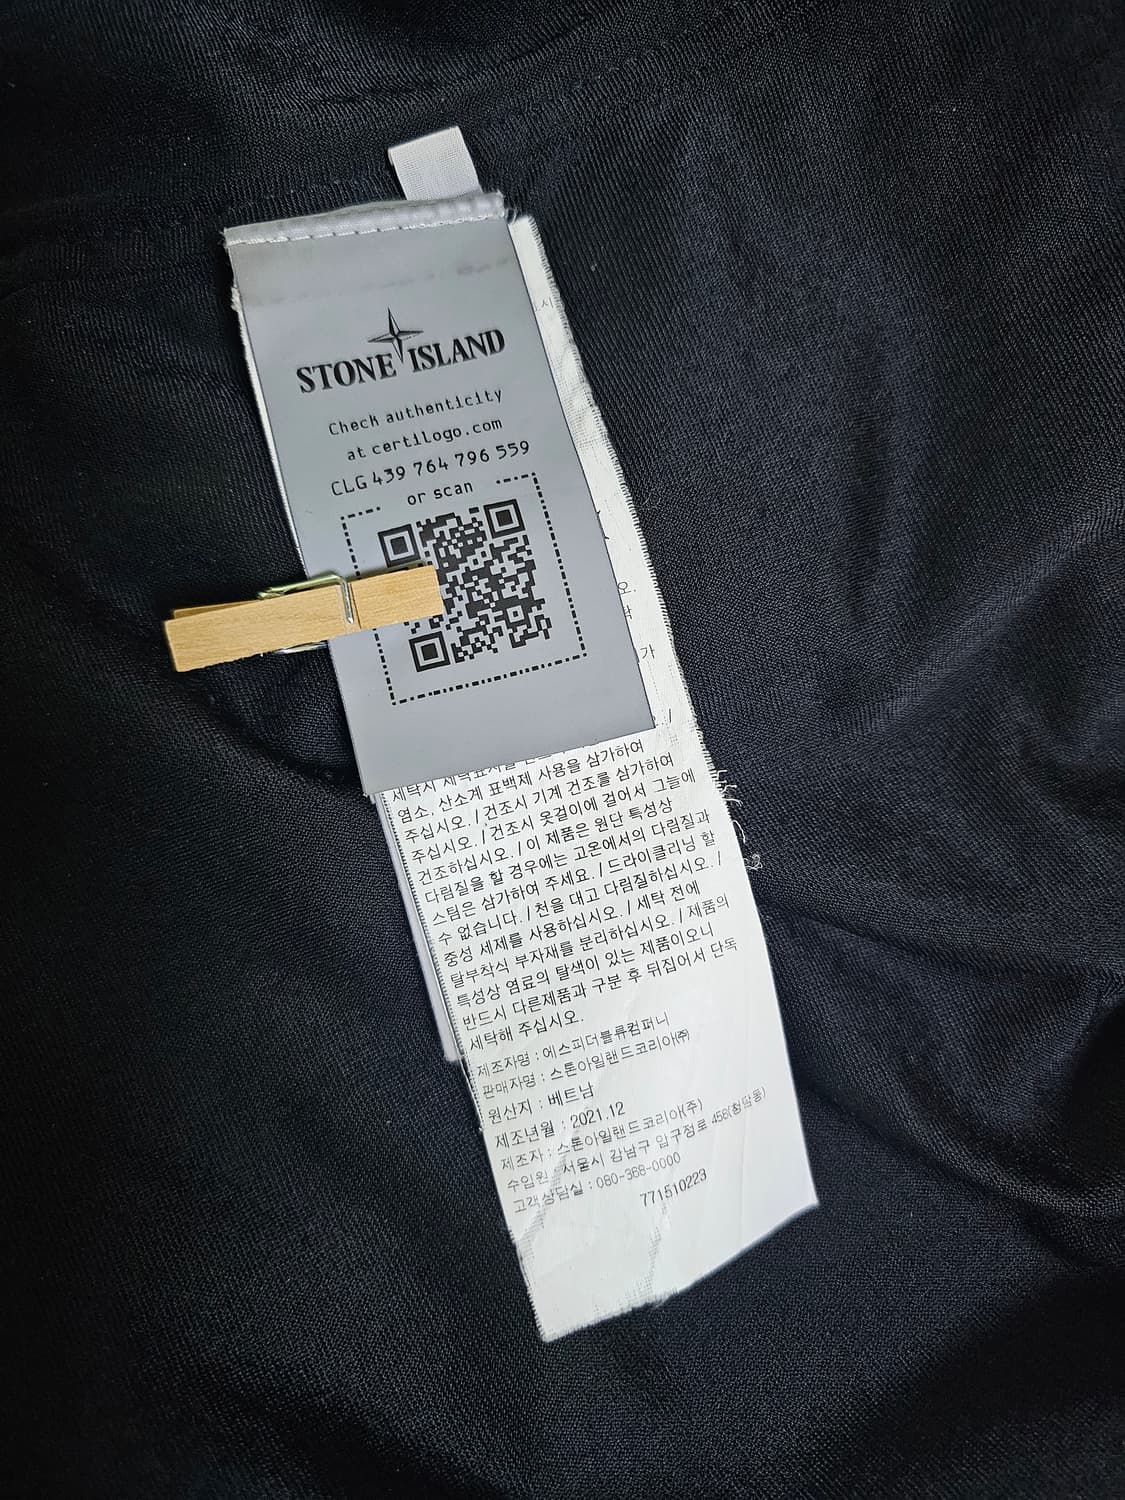 STONE ISLAND
Check authenticity
at certilogo.com
CLG 439 764 796 559
or scan
시
오.
가
/
사용을 삼가하여
염소, 산소계 표백제
주십시오. / 건조시 기계 건조를 삼가하여
주십시오. / 건조시 옷걸이에 걸어서 그늘에
건조하십시오. / 이 제품은 원단 특성상
다림질을 할 경우에는 고온에서의 다림질과
스팀은 삼가하여 주세요. / 드라이클리닝 할
수 없습니다. / 천을 대고 다림질하십시오. /
중성 세제를 사용하십시오. / 세탁 전에
탈부착식 부자재를 분리하십시오. / 제품의
특성상 염료의 탈색이 있는 제품이오니
반드시 다른제품과 구분 후 뒤집어서 단독
세탁해 주십시오.
제조자명 : 에스피더블류컴퍼니
판매자명 : 스톤아일랜드코리아㈜
원산지 : 베트남
제조년월 : 2021.12
제조자 : 스톤아일랜드코리아(주)
수입원 : 서울시 강남구 압구정로 456(청담동)
고객상담실 : 080-368-0000
771510223